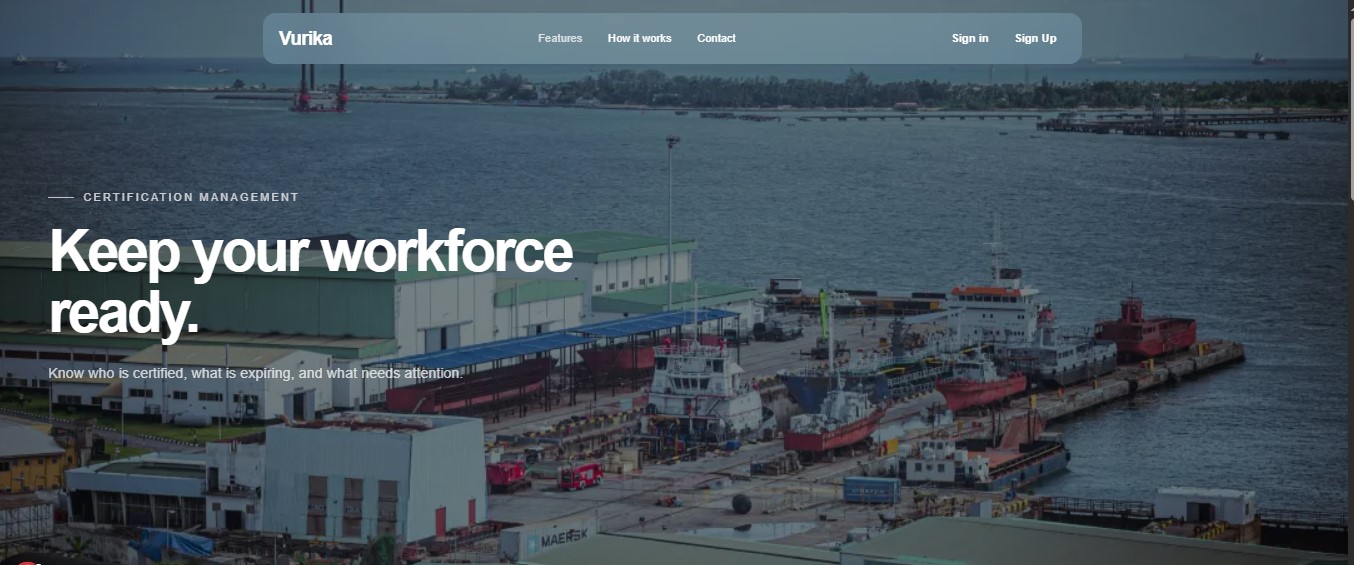 Vurika
Features
How it works
Contact
Sign in
Sign Up
CERTIFICATION MANAGEMENT
Keep your workforce
ready.
Know who is certified, what is expiring, and what needs attention.
MAERSK